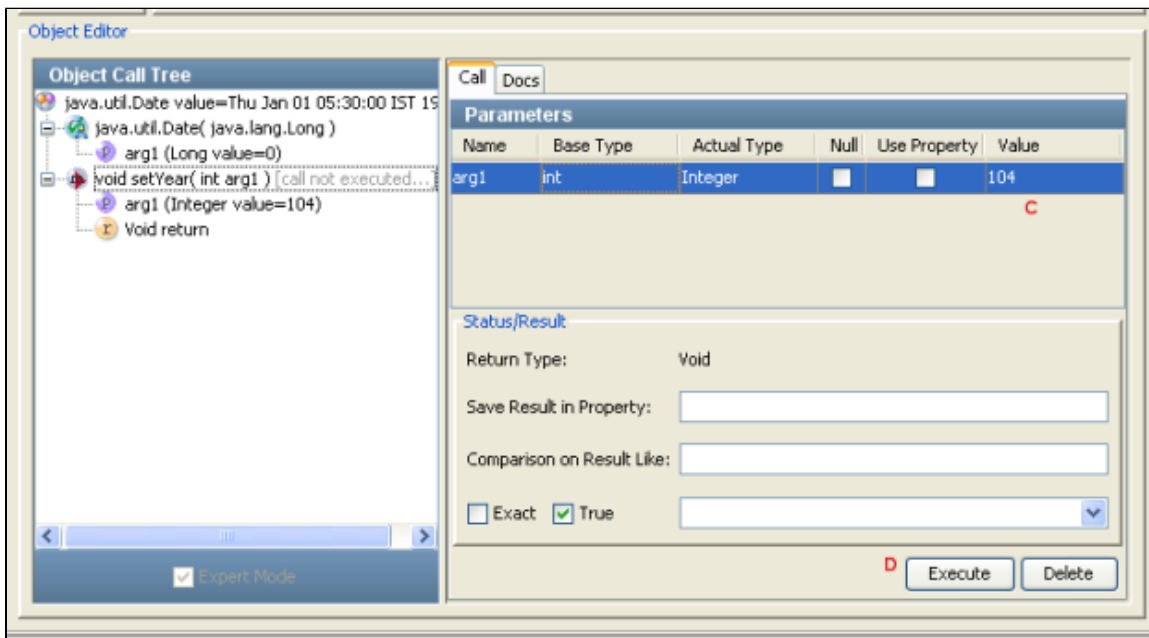 Object Editor
Object Call Tree
java.util.Date value=Thu Jan 01 05:30:00 IST 19
java.util.Date( java.lang.Long )
P arg1 (Long value=0)
void setYear( int arg1 ) [call not executed...]
P arg1 (Integer value=104)
r Void return
Expert Mode
Call Docs
Parameters
Name Base Type Actual Type Null Use Property Value
arg1 int Integer 104
C
Status/Result
Return Type: Void
Save Result in Property:
Comparison on Result Like:
Exact True
D Execute Delete